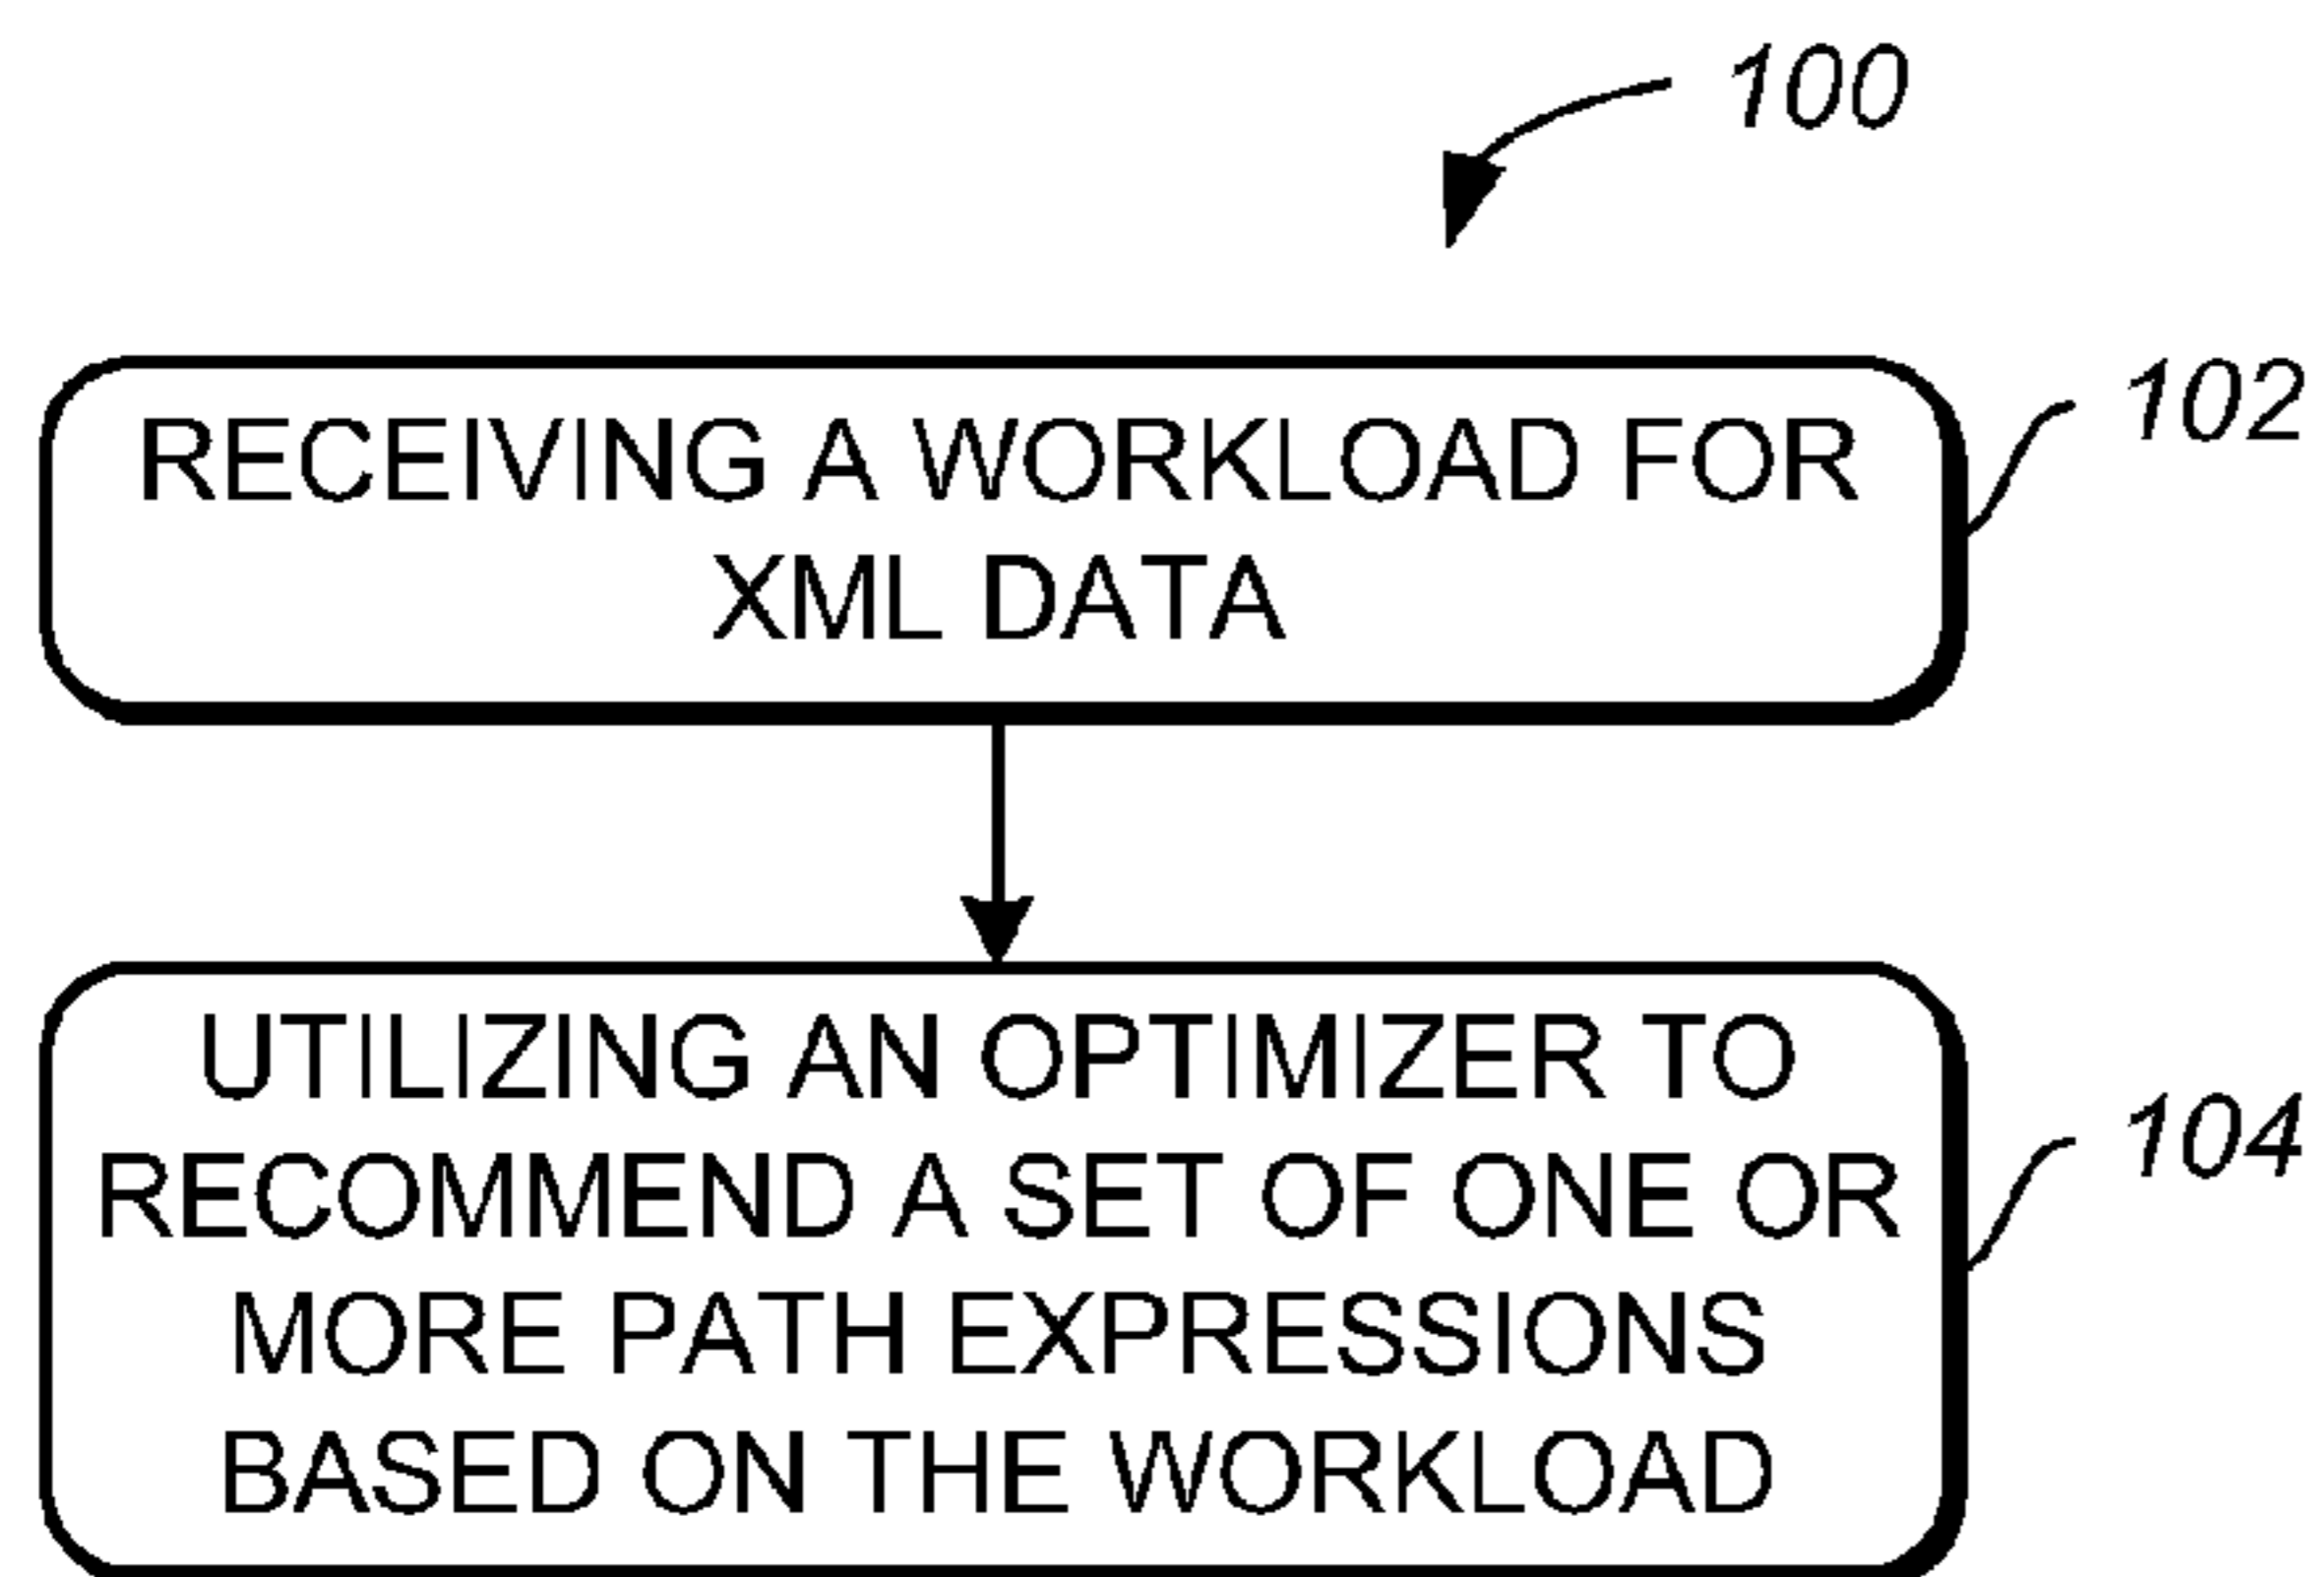 100
RECEIVING A WORKLOAD FOR
XML DATA
102
UTILIZING AN OPTIMIZER TO
RECOMMEND A SET OF ONE OR
MORE PATH EXPRESSIONS
BASED ON THE WORKLOAD
104